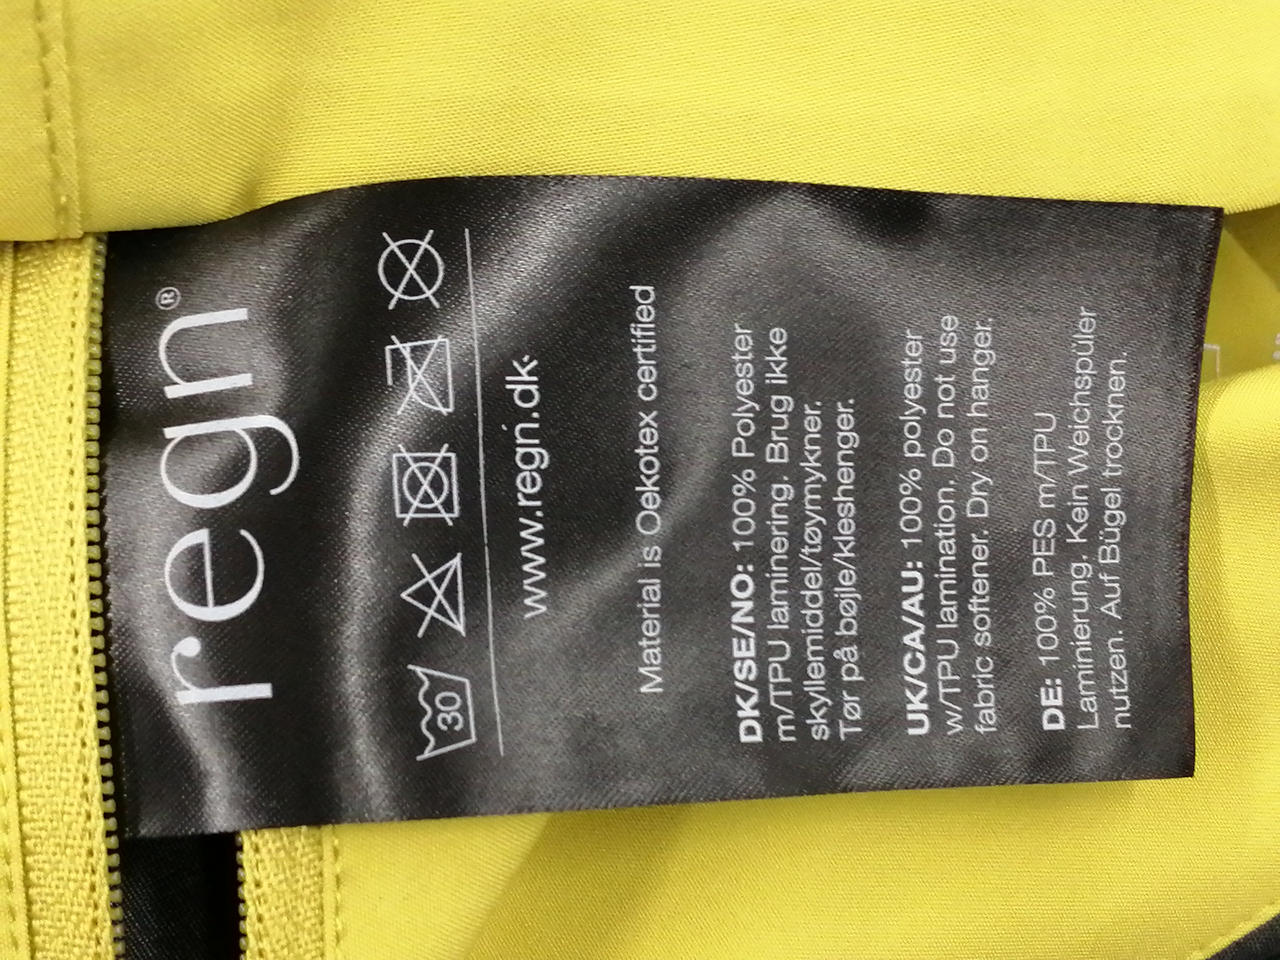 regn®
30
www.regn.dk
Material is Oekotex certified
DK/SE/NO: 100% Polyester
m/TPU laminering. Brug ikke
skyllemiddel/tøymykner.
Tør på bøjle/kleshenger.
UK/CA/AU: 100% polyester
w/TPU lamination. Do not use
fabric softener. Dry on hanger.
DE: 100% PES m/TPU
Laminierung. Kein Weichspüler
nutzen. Auf Bügel trocknen.